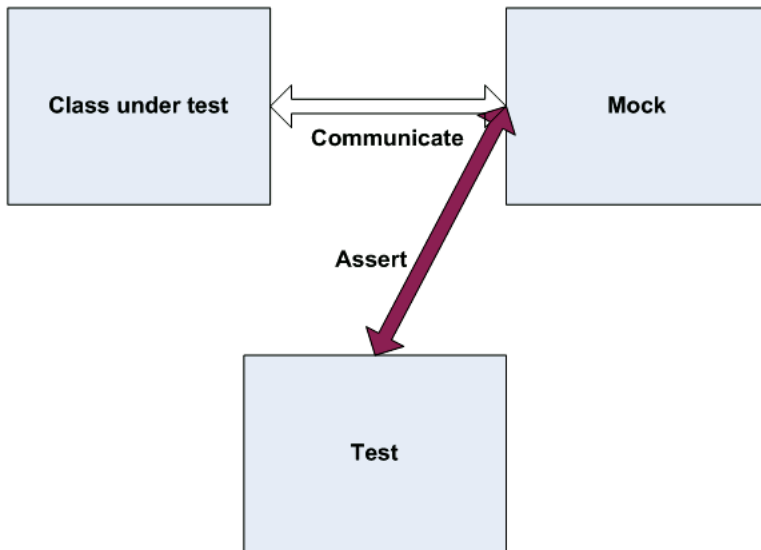 Class under test
Mock
Communicate
Assert
Test